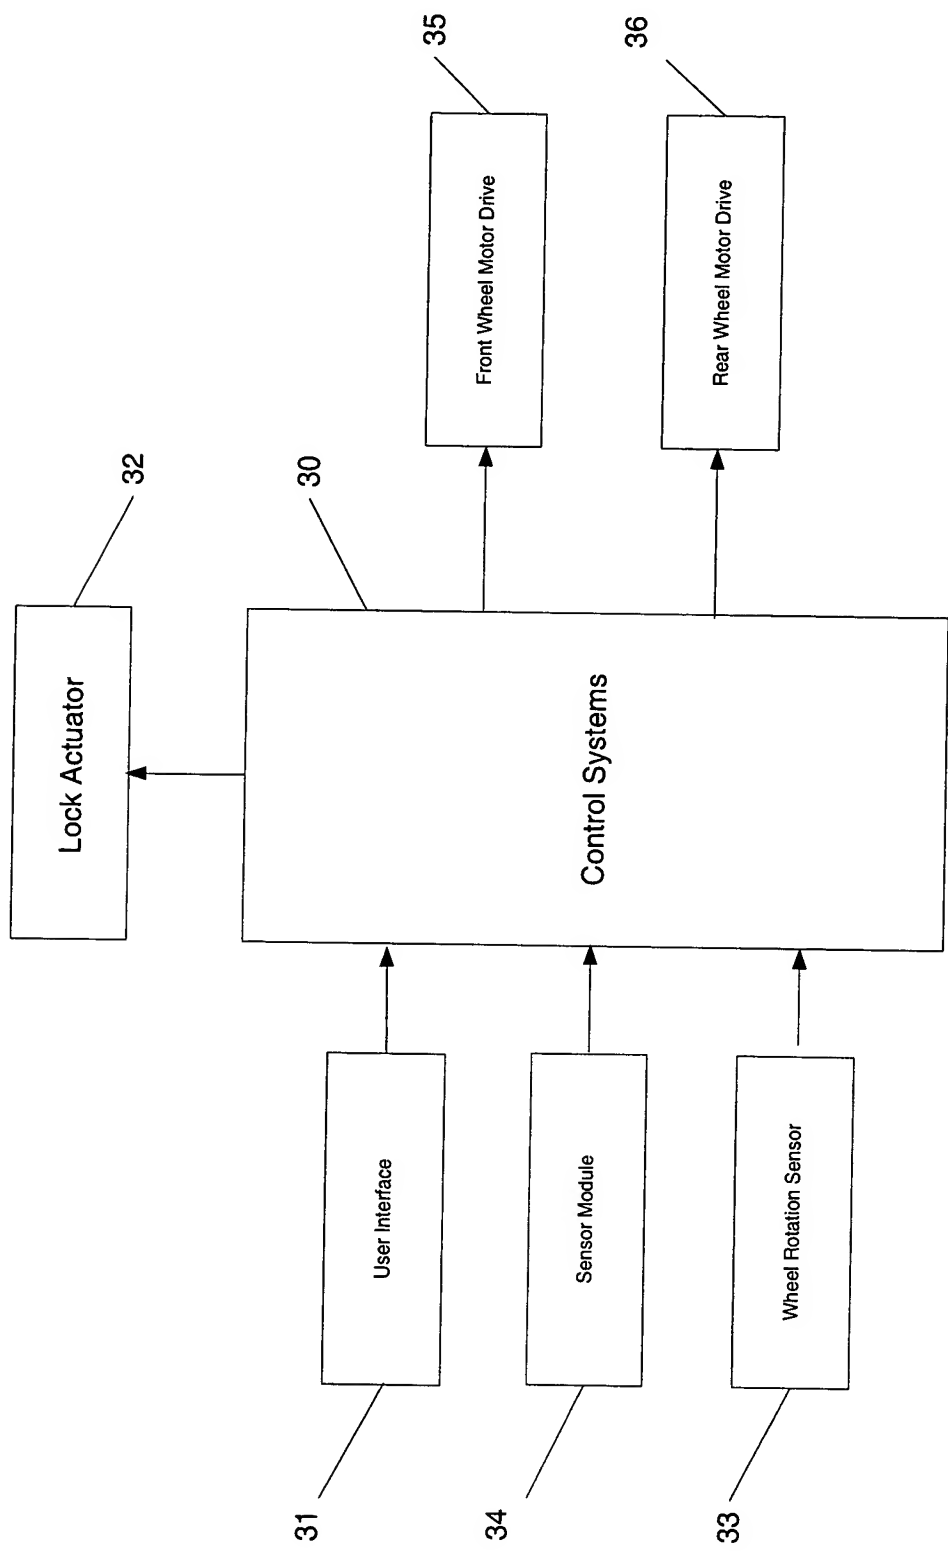 32
Lock Actuator
30
Control Systems
31
User Interface
34
Sensor Module
33
Wheel Rotation Sensor
35
Front Wheel Motor Drive
36
Rear Wheel Motor Drive